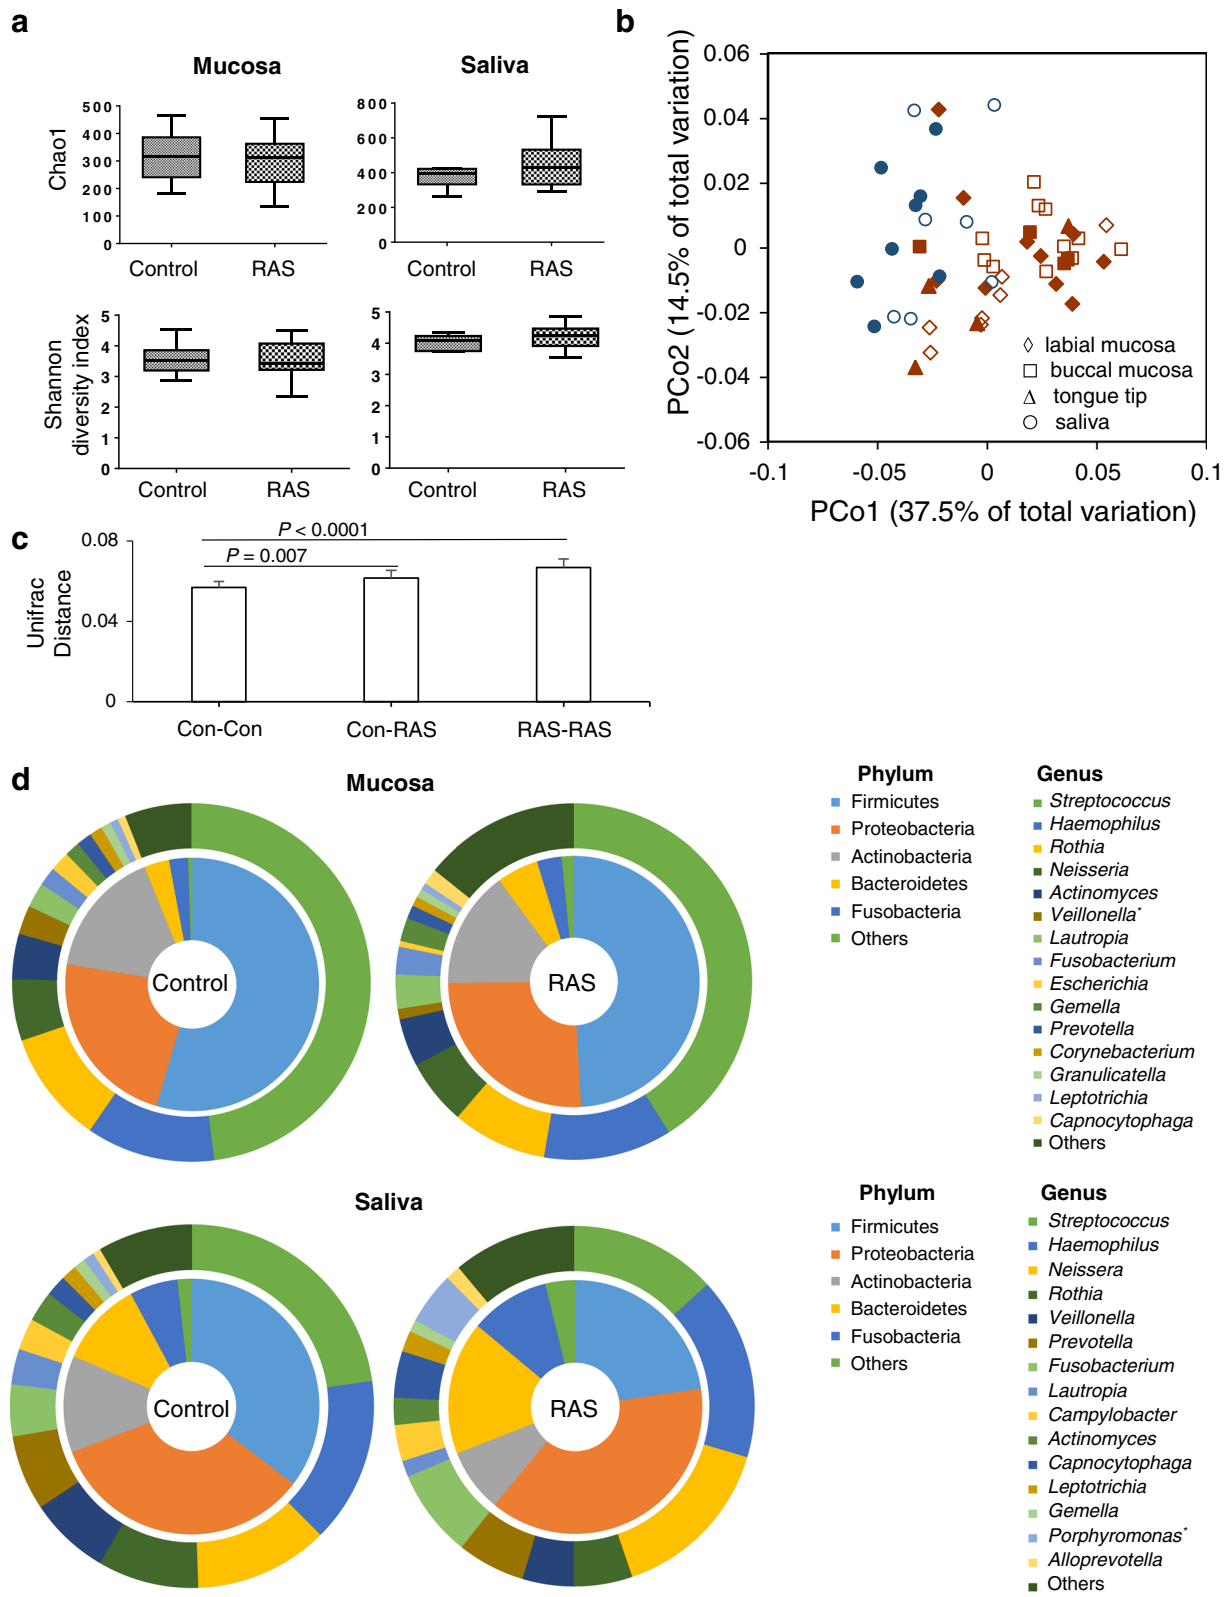 a
Mucosa
Saliva
Chao1
500
400
300
200
100
0
Control
RAS
800
600
400
200
0
Control
RAS
Shannon
diversity index
5
4
3
2
1
0
Control
RAS
5
4
3
2
1
0
Control
RAS
b
PCo2 (14.5% of total variation)
0.06
0.04
0.02
0
-0.02
-0.04
-0.06
labial mucosa
buccal mucosa
tongue tip
saliva
-0.1
-0.05
0
0.05
0.1
PCo1 (37.5% of total variation)
c
Unifrac
Distance
0.08
0.04
0
P < 0.0001
P = 0.007
Con-Con
Con-RAS
RAS-RAS
d
Mucosa
Control
RAS
Phylum
Firmicutes
Proteobacteria
Actinobacteria
Bacteroidetes
Fusobacteria
Others
Genus
Streptococcus
Haemophilus
Rothia
Neisseria
Actinomyces
Veillonella*
Lautropia
Fusobacterium
Escherichia
Gemella
Prevotella
Corynebacterium
Granulicatella
Leptotrichia
Capnocytophaga
Others
Saliva
Control
RAS
Phylum
Firmicutes
Proteobacteria
Actinobacteria
Bacteroidetes
Fusobacteria
Others
Genus
Streptococcus
Haemophilus
Neissera
Rothia
Veillonella
Prevotella
Fusobacterium
Lautropia
Campylobacter
Actinomyces
Capnocytophaga
Leptotrichia
Gemella
Porphyromonas*
Alloprevotella
Others